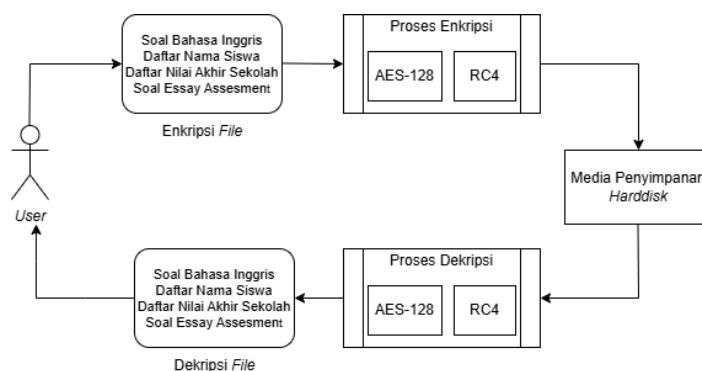 Soal Bahasa Inggris
Daftar Nama Siswa
Daftar Nilai Akhir Sekolah
Soal Essay Assesment
Enkripsi File
Proses Enkripsi
AES-128
RC4
User
Media Penyimpanan
Harddisk
Soal Bahasa Inggris
Daftar Nama Siswa
Daftar Nilai Akhir Sekolah
Soal Essay Assesment
Dekripsi File
Proses Dekripsi
AES-128
RC4